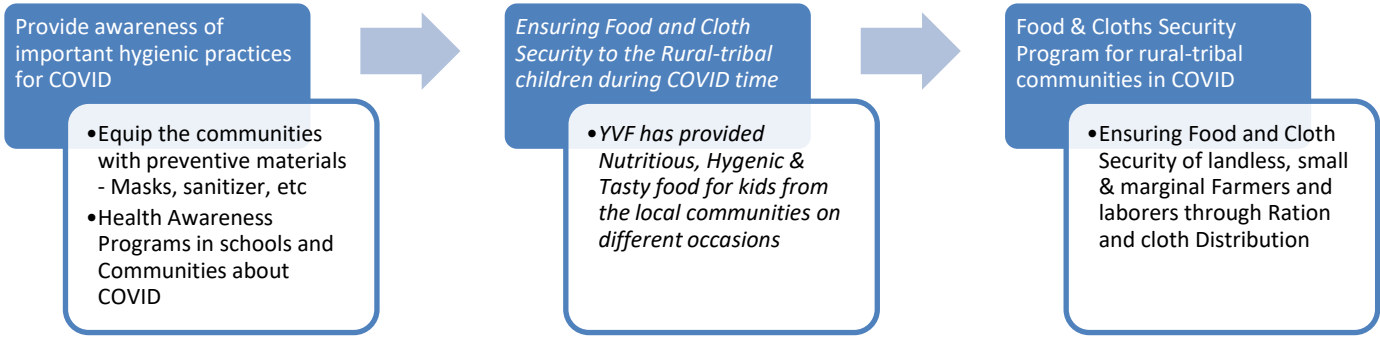 Provide awareness of
important hygienic practices
for COVID
•Equip the communities
with preventive materials
- Masks, sanitizer, etc
•Health Awareness
Programs in schools and
Communities about
COVID
Ensuring Food and Cloth
Security to the Rural-tribal
children during COVID time
•YVF has provided
Nutritious, Hygenic &
Tasty food for kids from
the local communities on
different occasions
Food & Cloths Security
Program for rural-tribal
communities in COVID
•Ensuring Food and Cloth
Security of landless, small
& marginal Farmers and
laborers through Ration
and cloth Distribution